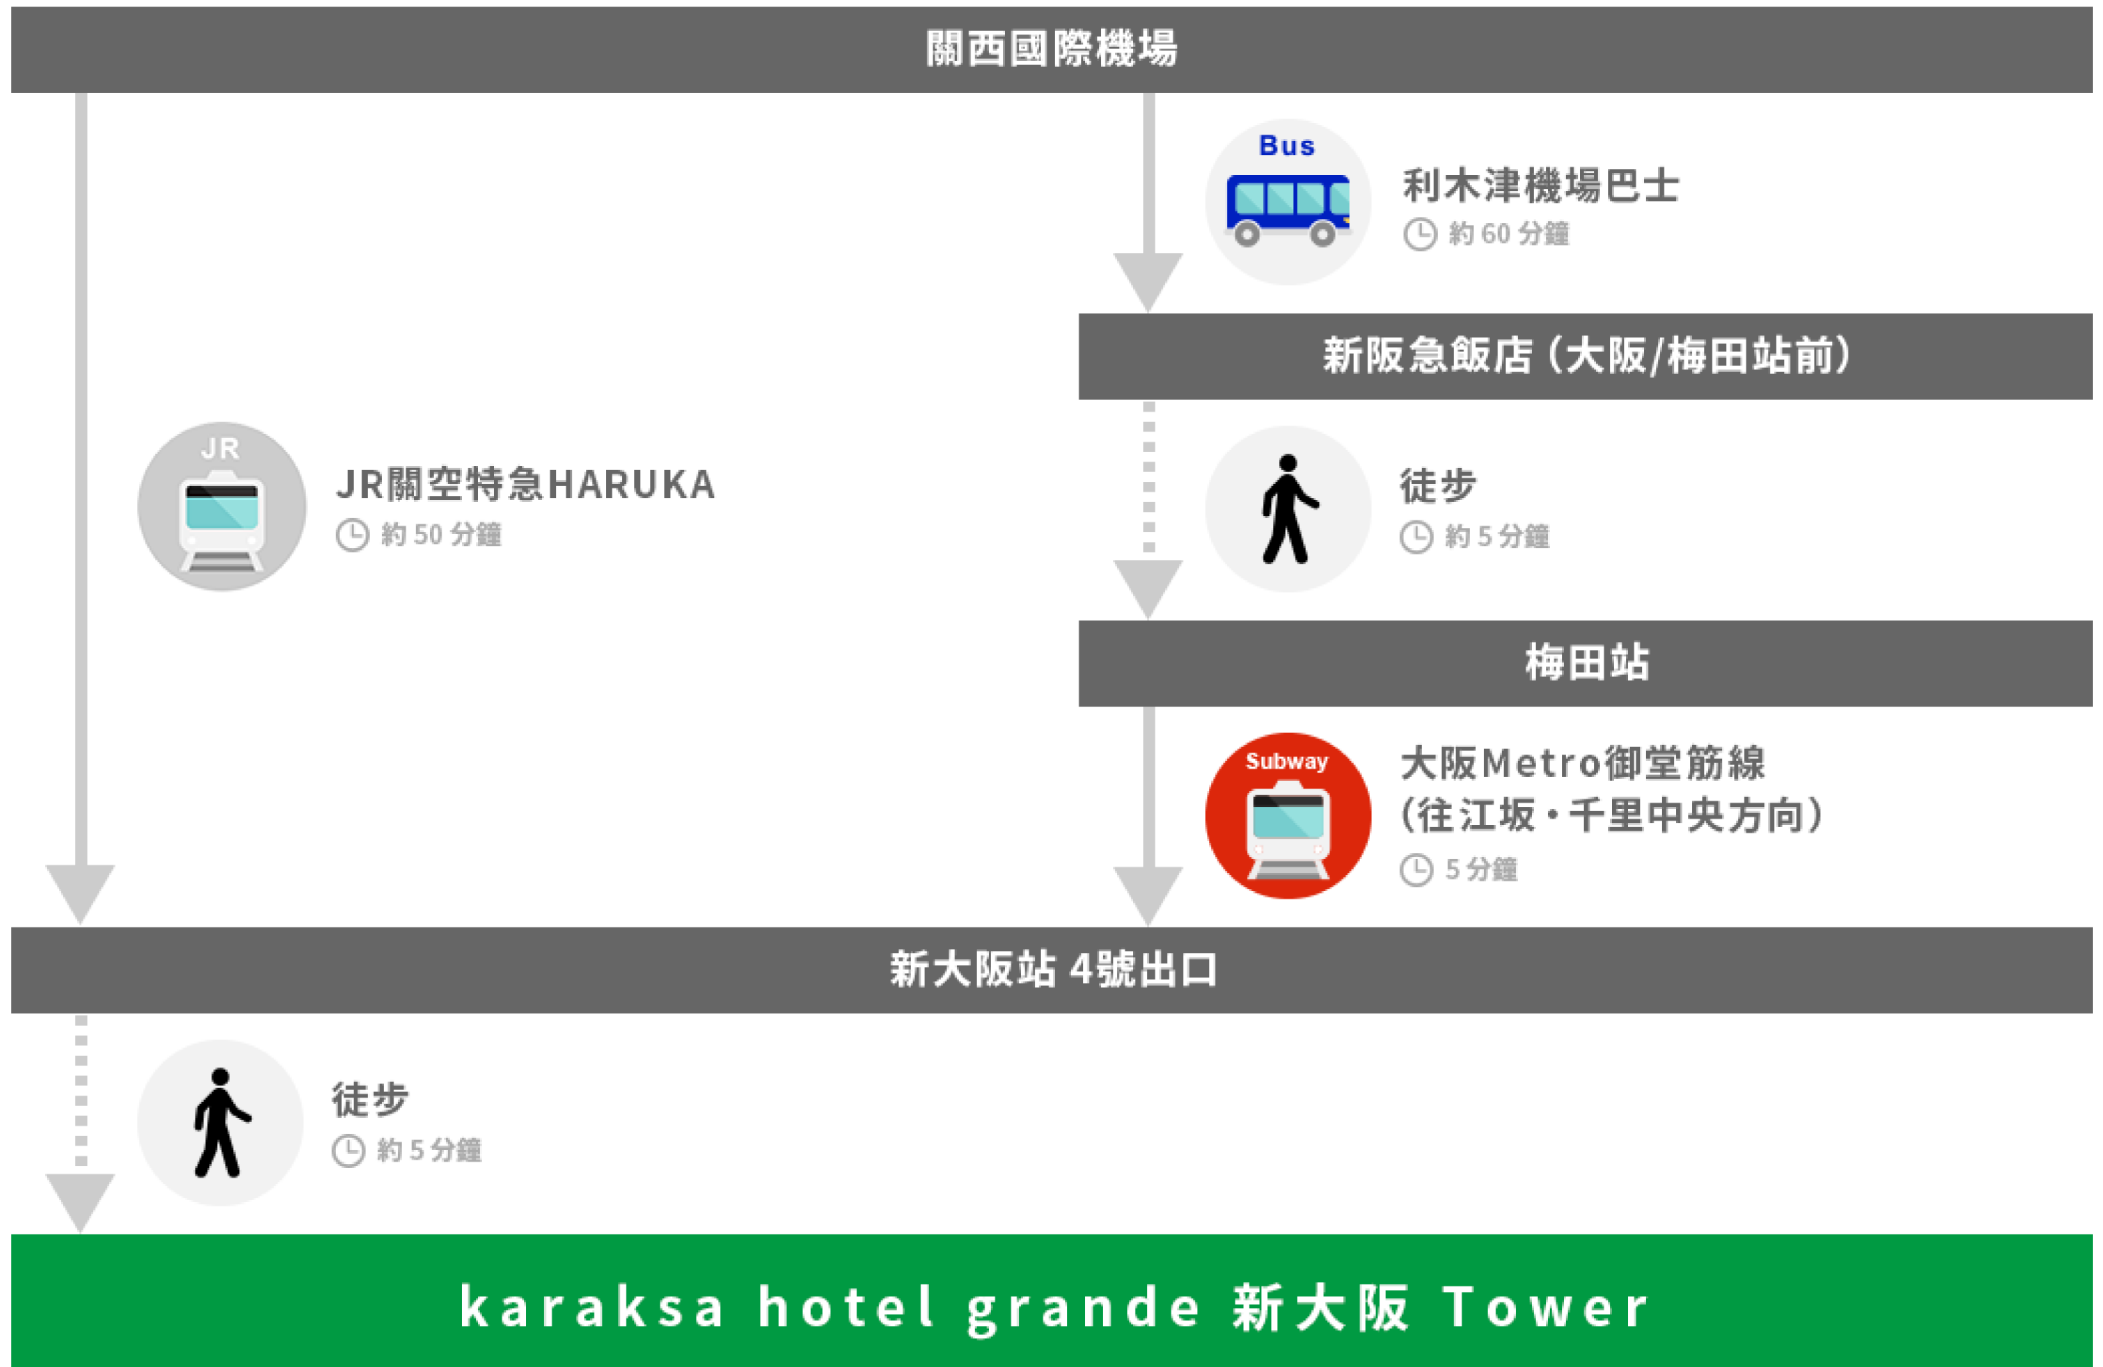 關西國際機場
Bus
利木津機場巴士
約 60 分鐘
新阪急飯店（大阪/梅田站前）
JR
JR關空特急HARUKA
約 50 分鐘
徒步
約 5 分鐘
梅田站
Subway
大阪Metro御堂筋線
（往江坂・千里中央方向）
5 分鐘
新大阪站 4號出口
徒步
約 5 分鐘
karaksa hotel grande 新大阪 Tower